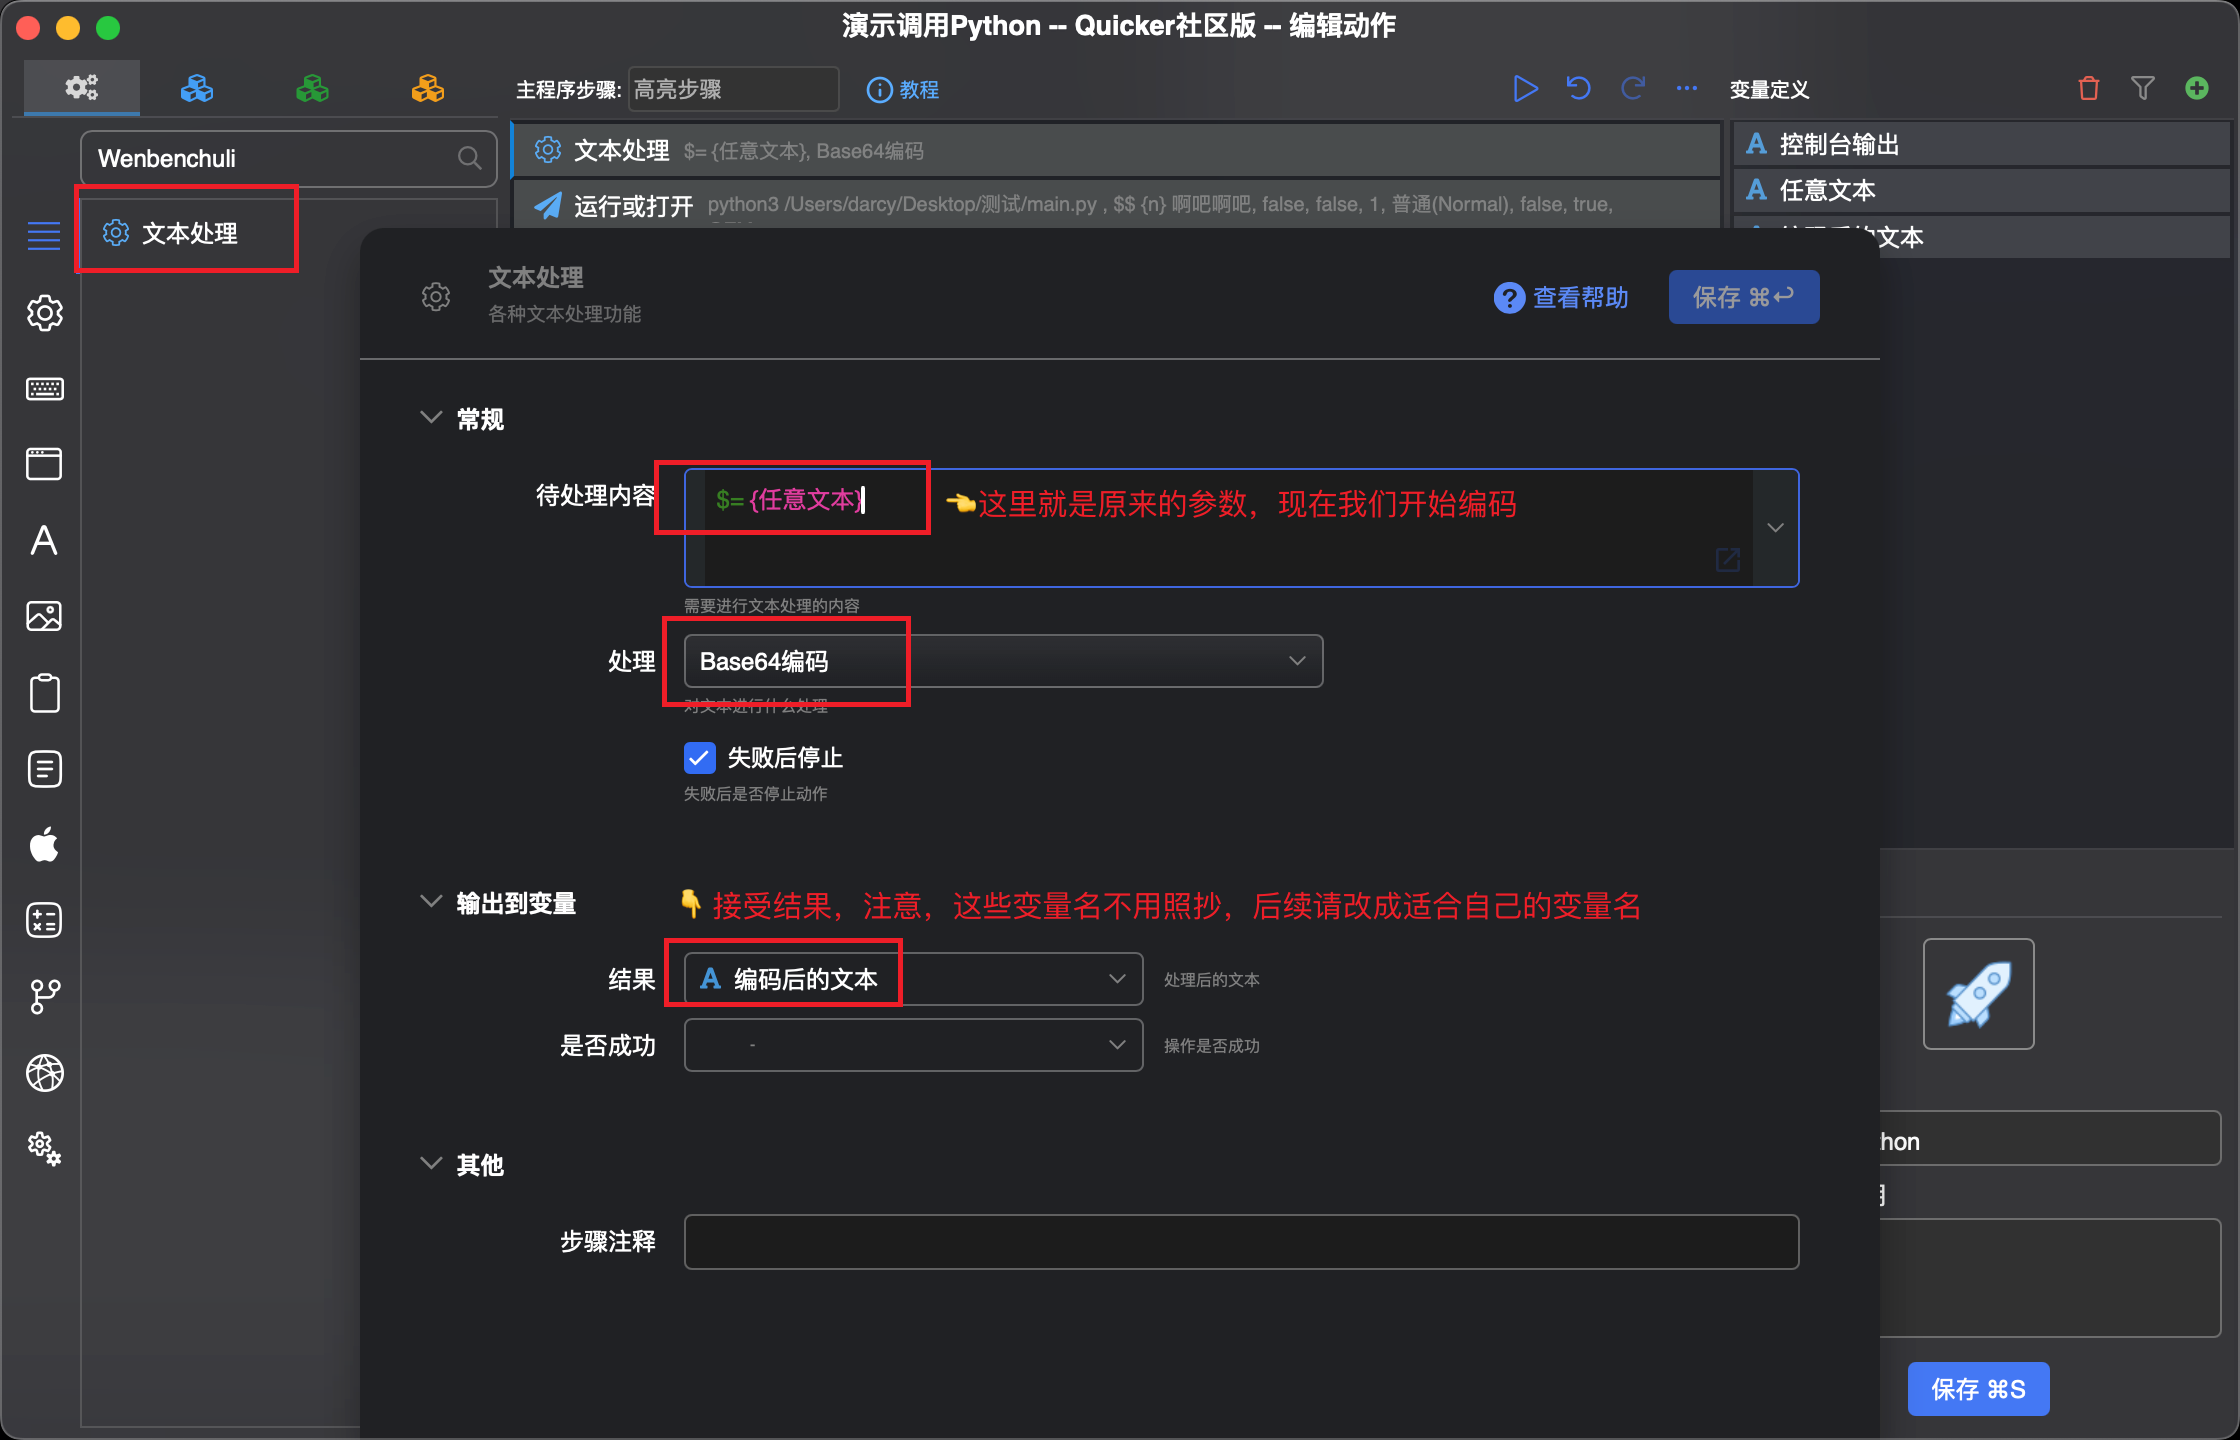 演示调用Python -- Quicker社区版 -- 编辑动作
主程序步骤: 高亮步骤 教程
变量定义
Wenbenchuli
文本处理
文本处理 $= {任意文本}, Base64编码
运行或打开 python3 /Users/darcy/Desktop/测试/main.py , $$ {n} 啊吧啊吧, false, false, 1, 普通(Normal), false, true,
控制台输出
任意文本
文本
文本处理
各种文本处理功能
查看帮助
保存 ⌘↩
常规
待处理内容 $= {任意文本} 👈这里就是原来的参数，现在我们开始编码
需要进行文本处理的内容
处理 Base64编码
对文本进行什么处理
失败后停止
失败后是否停止动作
输出到变量 👇 接受结果，注意，这些变量名不用照抄，后续请改成适合自己的变量名
结果 A 编码后的文本 处理后的文本
是否成功 - 操作是否成功
其他
步骤注释
hon
保存 ⌘S